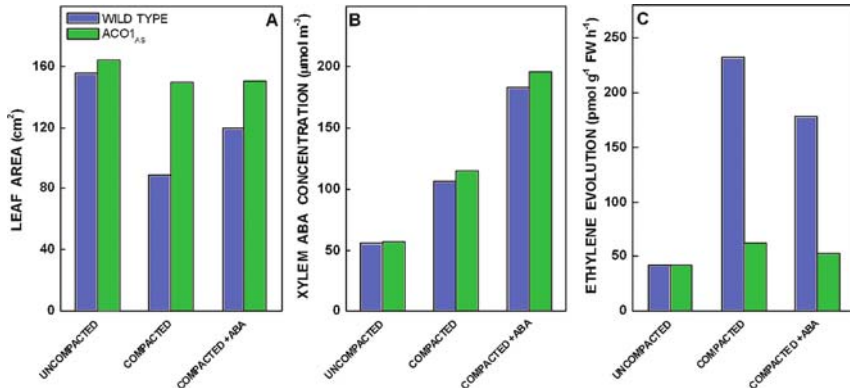 WILD TYPE
ACO1AS
A
160
120
80
40
0
LEAF AREA (cm²)
UNCOMPACTED
COMPACTED
COMPACTED +ABA
B
200
150
100
50
0
XYLEM ABA CONCENTRATION (µmol m⁻³)
UNCOMPACTED
COMPACTED
COMPACTED +ABA
C
250
200
150
100
50
0
ETHYLENE EVOLUTION (pmol g⁻¹ FW h⁻¹)
UNCOMPACTED
COMPACTED
COMPACTED +ABA